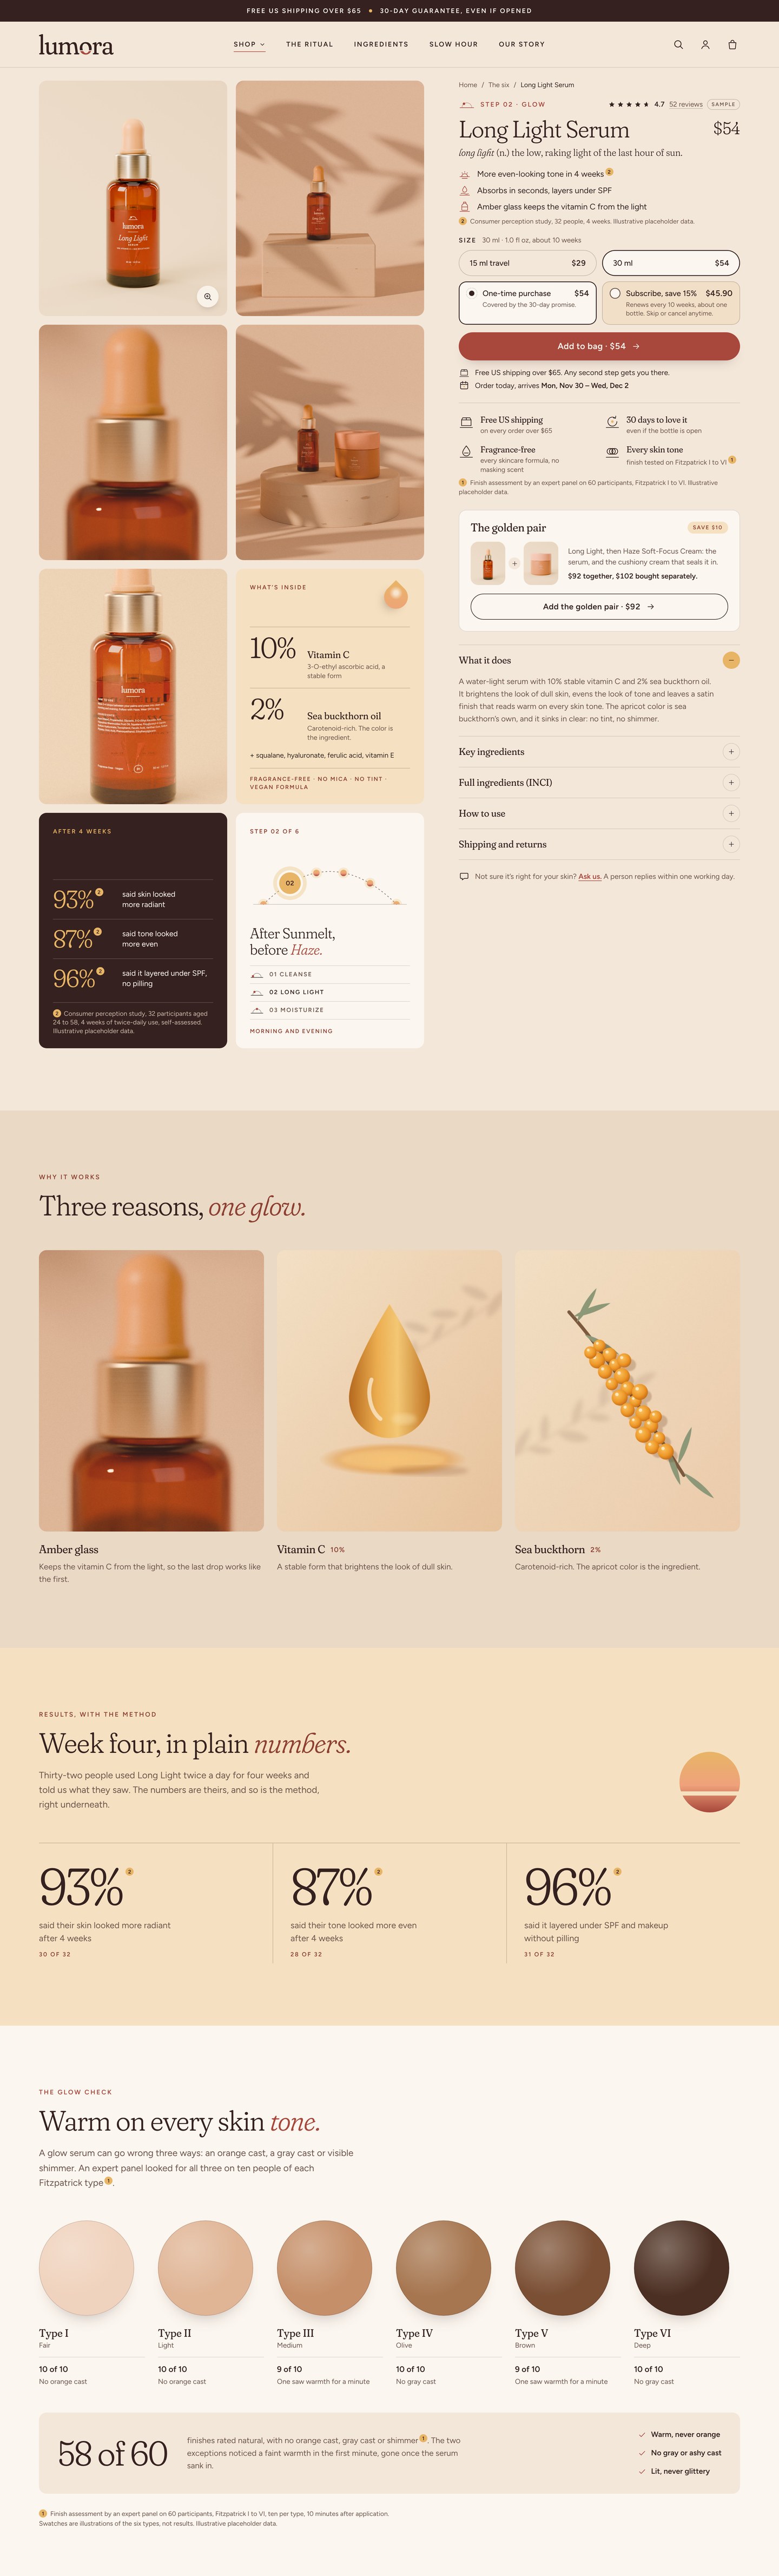 FREE US SHIPPING OVER $65 • 30-DAY GUARANTEE, EVEN IF OPENED
lumora
SHOP
THE RITUAL
INGREDIENTS
SLOW HOUR
OUR STORY
lumora
Long Light
SERUM
WHAT'S INSIDE
10%
Vitamin C
3-O-ethyl ascorbic acid, a
stable form
2%
Sea buckthorn oil
Carotenoid-rich. The color is
the ingredient.
+ squalane, hyaluronate, ferulic acid, vitamin E
FRAGRANCE-FREE · NO MICA · NO TINT ·
VEGAN FORMULA
lumora
AFTER 4 WEEKS
93% 2
said skin looked
more radiant
87% 2
said tone looked
more even
96% 2
said it layered under SPF,
no pilling
2 Consumer perception study, 32 participants aged
24 to 58, 4 weeks of twice-daily use, self-assessed.
Illustrative placeholder data.
STEP 02 OF 6
02
After Sunmelt,
before Haze.
01 CLEANSE
02 LONG LIGHT
03 MOISTURIZE
MORNING AND EVENING
Home / The six / Long Light Serum
STEP 02 · GLOW
★★★★★ 4.7 52 reviews SAMPLE
Long Light Serum
$54
long light (n.) the low, raking light of the last hour of sun.
More even-looking tone in 4 weeks 2
Absorbs in seconds, layers under SPF
Amber glass keeps the vitamin C from the light
2 Consumer perception study, 32 people, 4 weeks. Illustrative placeholder data.
SIZE 30 ml · 1.0 fl oz, about 10 weeks
15 ml travel $29
30 ml $54
One-time purchase $54
Covered by the 30-day promise.
Subscribe, save 15% $45.90
Renews every 10 weeks, about one
bottle. Skip or cancel anytime.
Add to bag · $54 →
Free US shipping over $65. Any second step gets you there.
Order today, arrives Mon, Nov 30 – Wed, Dec 2
Free US shipping
on every order over $65
30 days to love it
even if the bottle is open
Fragrance-free
every skincare formula, no
masking scent
Every skin tone
finish tested on Fitzpatrick I to VI 1
1 Finish assessment by an expert panel on 60 participants, Fitzpatrick I to VI. Illustrative
placeholder data.
The golden pair
SAVE $10
+
Long Light, then Haze Soft-Focus Cream: the
serum, and the cushiony cream that seals it in.
$92 together, $102 bought separately.
Add the golden pair · $92 →
What it does
A water-light serum with 10% stable vitamin C and 2% sea buckthorn oil.
It brightens the look of dull skin, evens the look of tone and leaves a satin
finish that reads warm on every skin tone. The apricot color is sea
buckthorn's own, and it sinks in clear: no tint, no shimmer.
Key ingredients
Full ingredients (INCI)
How to use
Shipping and returns
Not sure it's right for your skin? Ask us. A person replies within one working day.
WHY IT WORKS
Three reasons, one glow.
Amber glass
Keeps the vitamin C from the light, so the last drop works like
the first.
Vitamin C 10%
A stable form that brightens the look of dull skin.
Sea buckthorn 2%
Carotenoid-rich. The apricot color is the ingredient.
RESULTS, WITH THE METHOD
Week four, in plain numbers.
Thirty-two people used Long Light twice a day for four weeks and
told us what they saw. The numbers are theirs, and so is the method,
right underneath.
93% 2
said their skin looked more radiant
after 4 weeks
30 OF 32
87% 2
said their tone looked more even
after 4 weeks
28 OF 32
96% 2
said it layered under SPF and makeup
without pilling
31 OF 32
THE GLOW CHECK
Warm on every skin tone.
A glow serum can go wrong three ways: an orange cast, a gray cast or visible
shimmer. An expert panel looked for all three on ten people of each
Fitzpatrick type 1.
Type I
Fair
10 of 10
No orange cast
Type II
Light
10 of 10
No orange cast
Type III
Medium
9 of 10
One saw warmth for a minute
Type IV
Olive
10 of 10
No gray cast
Type V
Brown
9 of 10
One saw warmth for a minute
Type VI
Deep
10 of 10
No gray cast
58 of 60
finishes rated natural, with no orange cast, gray cast or shimmer 1. The two
exceptions noticed a faint warmth in the first minute, gone once the serum
sank in.
Warm, never orange
No gray or ashy cast
Lit, never glittery
1 Finish assessment by an expert panel on 60 participants, Fitzpatrick I to VI, ten per type, 10 minutes after application.
Swatches are illustrations of the six types, not results. Illustrative placeholder data.